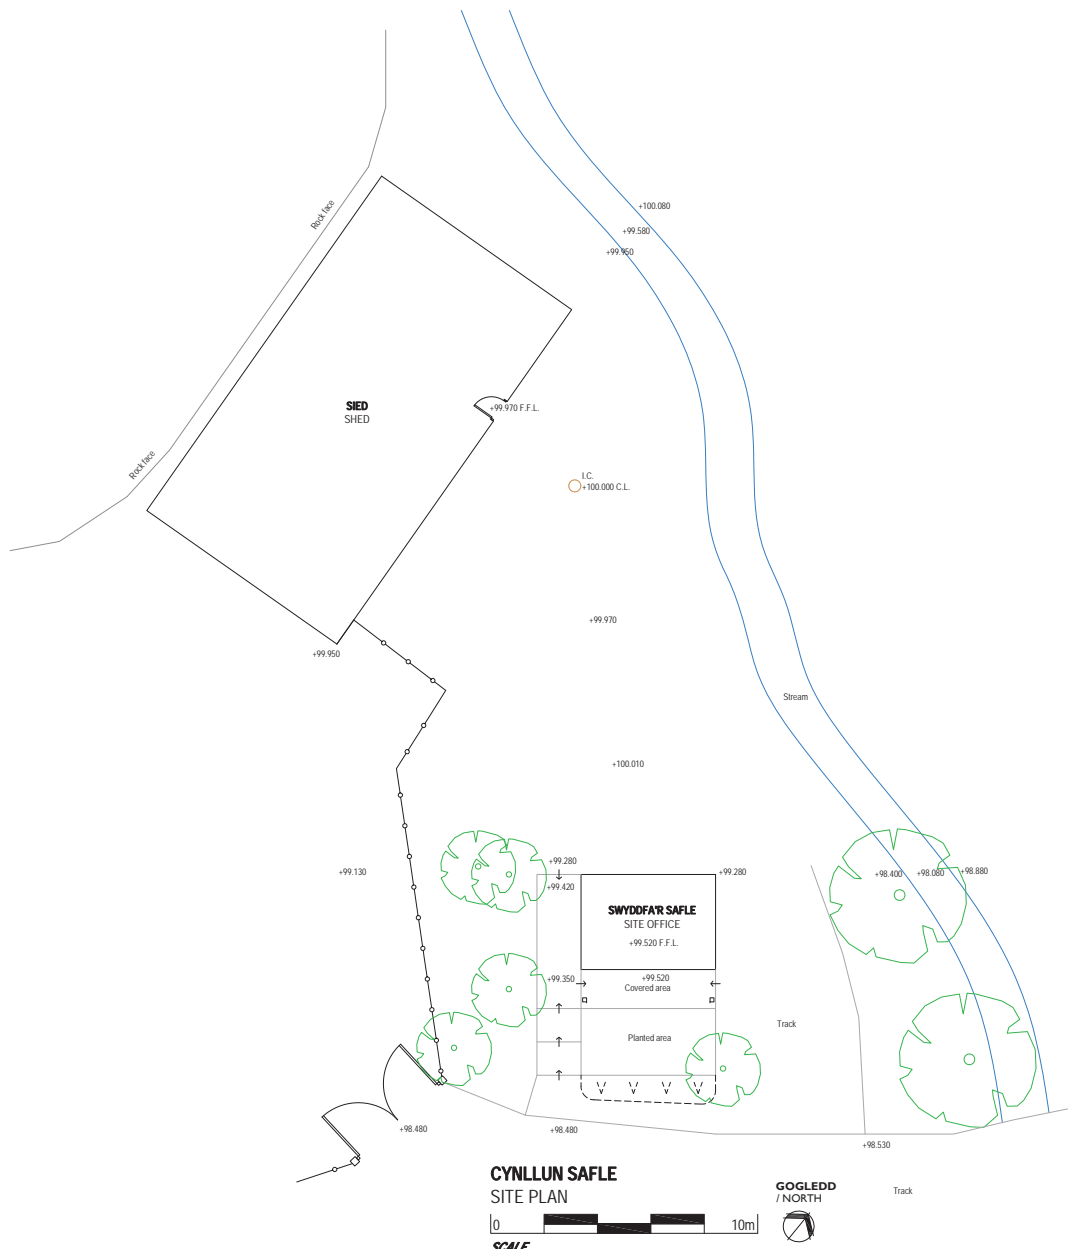 +100.080
Rock face
+99.580
+99.950
SIED
SHED
+99.970 F.F.L.
Rock face
I.C.
+100.000 C.L.
+99.970
+99.950
Stream
+100.010
+99.130
+99.280
+99.420
+99.280
+98.400
+98.080
+98.880
SWYDDFA'R SAFLE
SITE OFFICE
+99.520 F.F.L.
+99.350
+99.520
Covered area
Track
Planted area
+98.480
+98.480
+98.530
CYNLLUN SAFLE
SITE PLAN
GOGLEDD
/ NORTH
Track
0
10m
SCALE